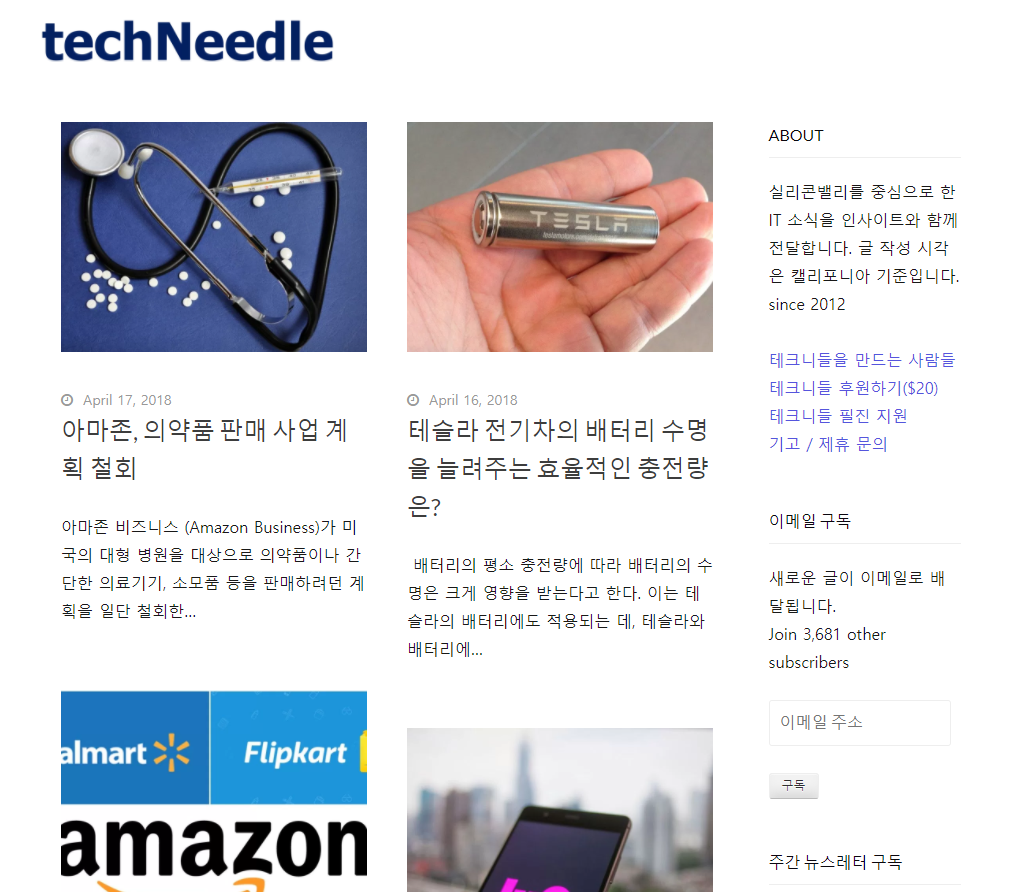 techNeedle
April 17, 2018
아마존, 의약품 판매 사업 계
획 철회
아마존 비즈니스 (Amazon Business)가 미
국의 대형 병원을 대상으로 의약품이나 간
단한 의료기기, 소모품 등을 판매하려던 계
획을 일단 철회한...
almart
Flipkart
amazon
TESLA
April 16, 2018
테슬라 전기차의 배터리 수명
을 늘려주는 효율적인 충전량
은?
배터리의 평소 충전량에 따라 배터리의 수
명은 크게 영향을 받는다고 한다. 이는 테
슬라의 배터리에도 적용되는 데, 테슬라와
배터리에...
ABOUT
실리콘밸리를 중심으로 한
IT 소식을 인사이트와 함께
전달합니다. 글 작성 시각
은 캘리포니아 기준입니다.
since 2012
테크니들을 만드는 사람들
테크니들 후원하기($20)
테크니들 필진 지원
기고 / 제휴 문의
이메일 구독
새로운 글이 이메일로 배
달됩니다.
Join 3,681 other
subscribers
이메일 주소
구독
주간 뉴스레터 구독